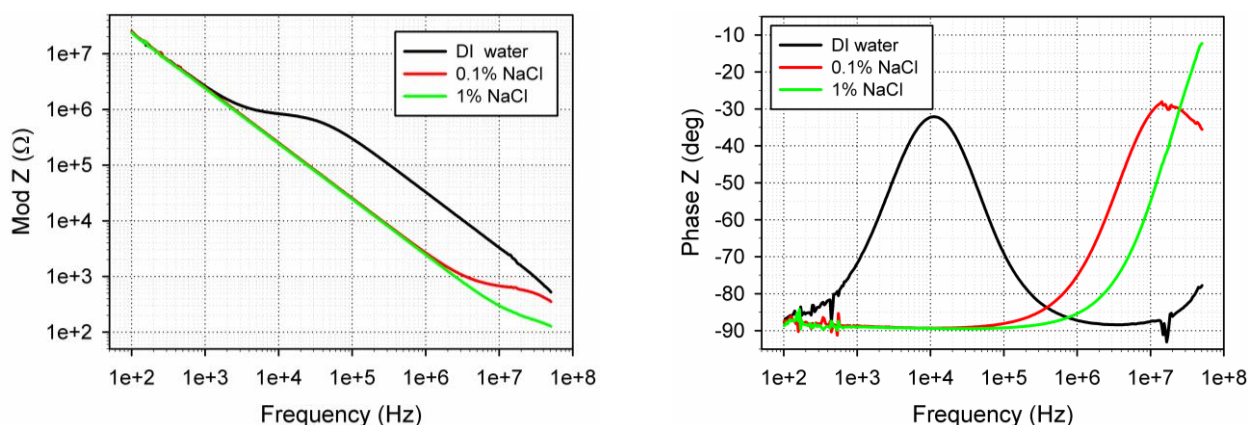 Mod Z (Ω)
1e+7
1e+6
1e+5
1e+4
1e+3
1e+2
DI water
0.1% NaCl
1% NaCl
1e+2 1e+3 1e+4 1e+5 1e+6 1e+7 1e+8
Frequency (Hz)
Phase Z (deg)
-10
-20
-30
-40
-50
-60
-70
-80
-90
DI water
0.1% NaCl
1% NaCl
1e+2 1e+3 1e+4 1e+5 1e+6 1e+7 1e+8
Frequency (Hz)